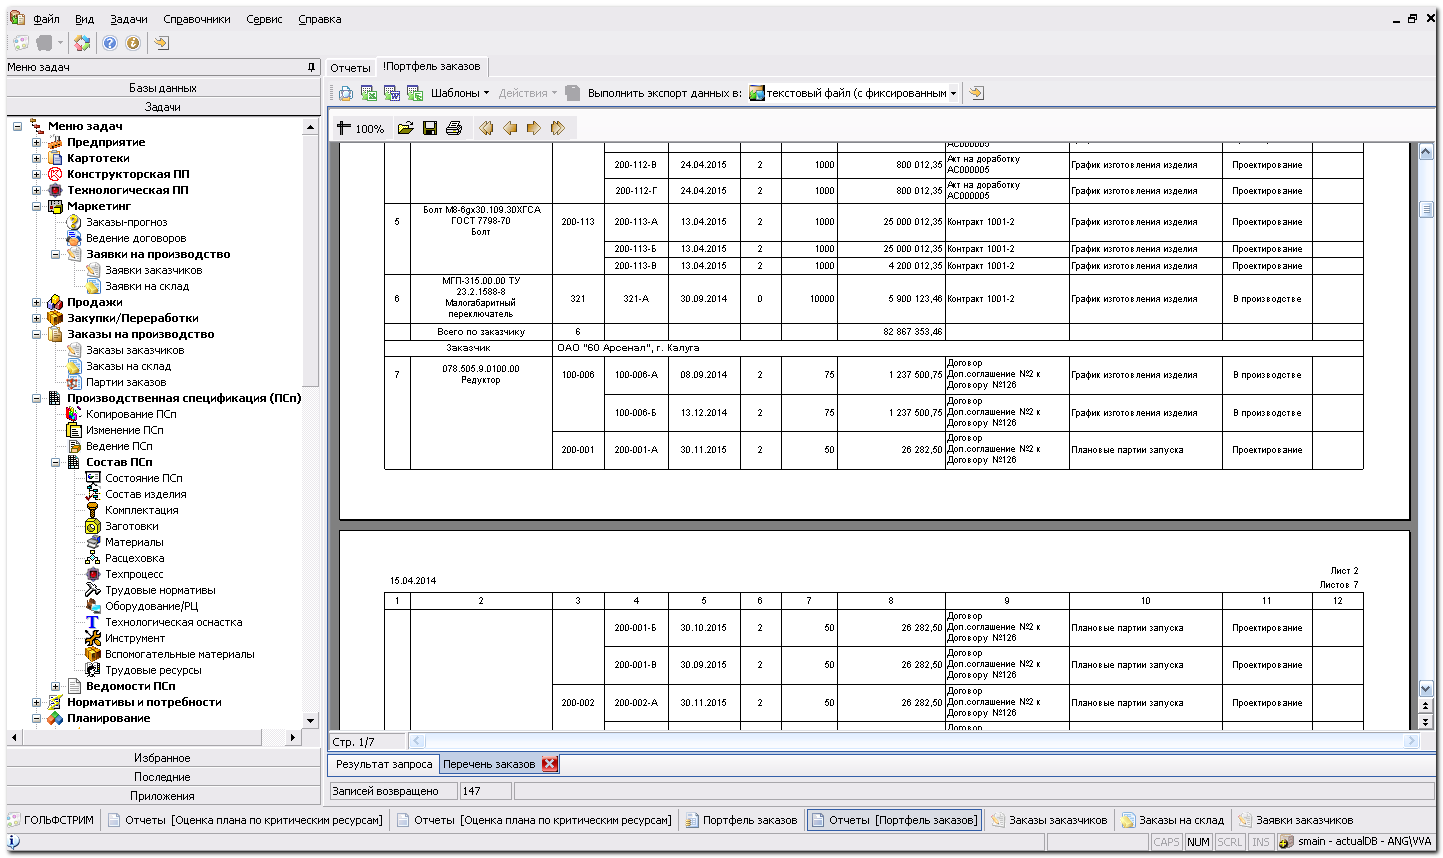 Файл Вид Задачи Справочники Сервис Справка
Меню задач
Базы данных
Задачи
Меню задач
Предприятие
Картотеки
Конструкторская ПП
Технологическая ПП
Маркетинг
Заказы-прогноз
Ведение договоров
Заявки на производство
Заявки заказчиков
Заявки на склад
Продажи
Закупки/Переработки
Заказы на производство
Заказы заказчиков
Заказы на склад
Партии заказов
Производственная спецификация (ПСп)
Копирование ПСп
Изменение ПСп
Ведение ПСп
Состав ПСп
Состояние ПСп
Состав изделия
Комплектация
Заготовки
Материалы
Расцеховка
Техпроцесс
Трудовые нормативы
Оборудование/РЦ
Технологическая оснастка
Инструмент
Вспомогательные материалы
Трудовые ресурсы
Ведомости ПСп
Нормативы и потребности
Планирование
Избранное
Последние
Приложения
Отчеты !Портфель заказов
Шаблоны Действия Выполнить экспорт данных в: текстовый файл (с фиксированным
100%
АС000005
200-112-В 24.04.2015 2 1000 800 012,35 Акт на доработку АС000005 График изготовления изделия Проектирование
200-112-Г 24.04.2015 2 1000 800 012,35 Акт на доработку АС000005 График изготовления изделия Проектирование
5 Болт М8-6gx30.109.30ХГСА ГОСТ 7798-70 Болт 200-113 200-113-А 13.04.2015 2 1000 25 000 012,35 Контракт 1001-2 График изготовления изделия Проектирование
200-113-Б 13.04.2015 2 1000 25 000 012,35 Контракт 1001-2 График изготовления изделия Проектирование
200-113-В 13.04.2015 2 1000 4 200 012,35 Контракт 1001-2 График изготовления изделия Проектирование
6 МГП-315.00.00 ТУ 23.2.1588-8 Малогабаритный переключатель 321 321-А 30.09.2014 0 10000 5 900 123,46 Контракт 1001-2 График изготовления изделия В производстве
Всего по заказчику 6 82 867 353,46
Заказчик ОАО "60 Арсенал", г. Калуга
7 078.505.9.0100.00 Редуктор 100-006 100-006-А 08.09.2014 2 75 1 237 500,75 Договор Доп.соглашение №2 к Договору №126 График изготовления изделия В производстве
100-006-Б 13.12.2014 2 75 1 237 500,75 Договор Доп.соглашение №2 к Договору №126 График изготовления изделия В производстве
200-001 200-001-А 30.11.2015 2 50 26 282,50 Договор Доп.соглашение №2 к Договору №126 Плановые партии запуска Проектирование
15.04.2014 Лист 2
Листов 7
1 2 3 4 5 6 7 8 9 10 11 12
200-001-Б 30.10.2015 2 50 26 282,50 Договор Доп.соглашение №2 к Договору №126 Плановые партии запуска Проектирование
200-001-В 30.09.2015 2 50 26 282,50 Договор Доп.соглашение №2 к Договору №126 Плановые партии запуска Проектирование
200-002 200-002-А 30.11.2015 2 50 26 282,50 Договор Доп.соглашение №2 к Договору №126 Плановые партии запуска Проектирование
Договор
Стр. 1/7
Результат запроса Перечень заказов
Записей возвращено 147
ГОЛЬФСТРИМ Отчеты [Оценка плана по критическим ресурсам] Отчеты [Оценка плана по критическим ресурсам] Портфель заказов Отчеты [Портфель заказов] Заказы заказчиков Заказы на склад Заявки заказчиков
CAPS NUM SCRL INS smain - actualDB - ANG\VVA